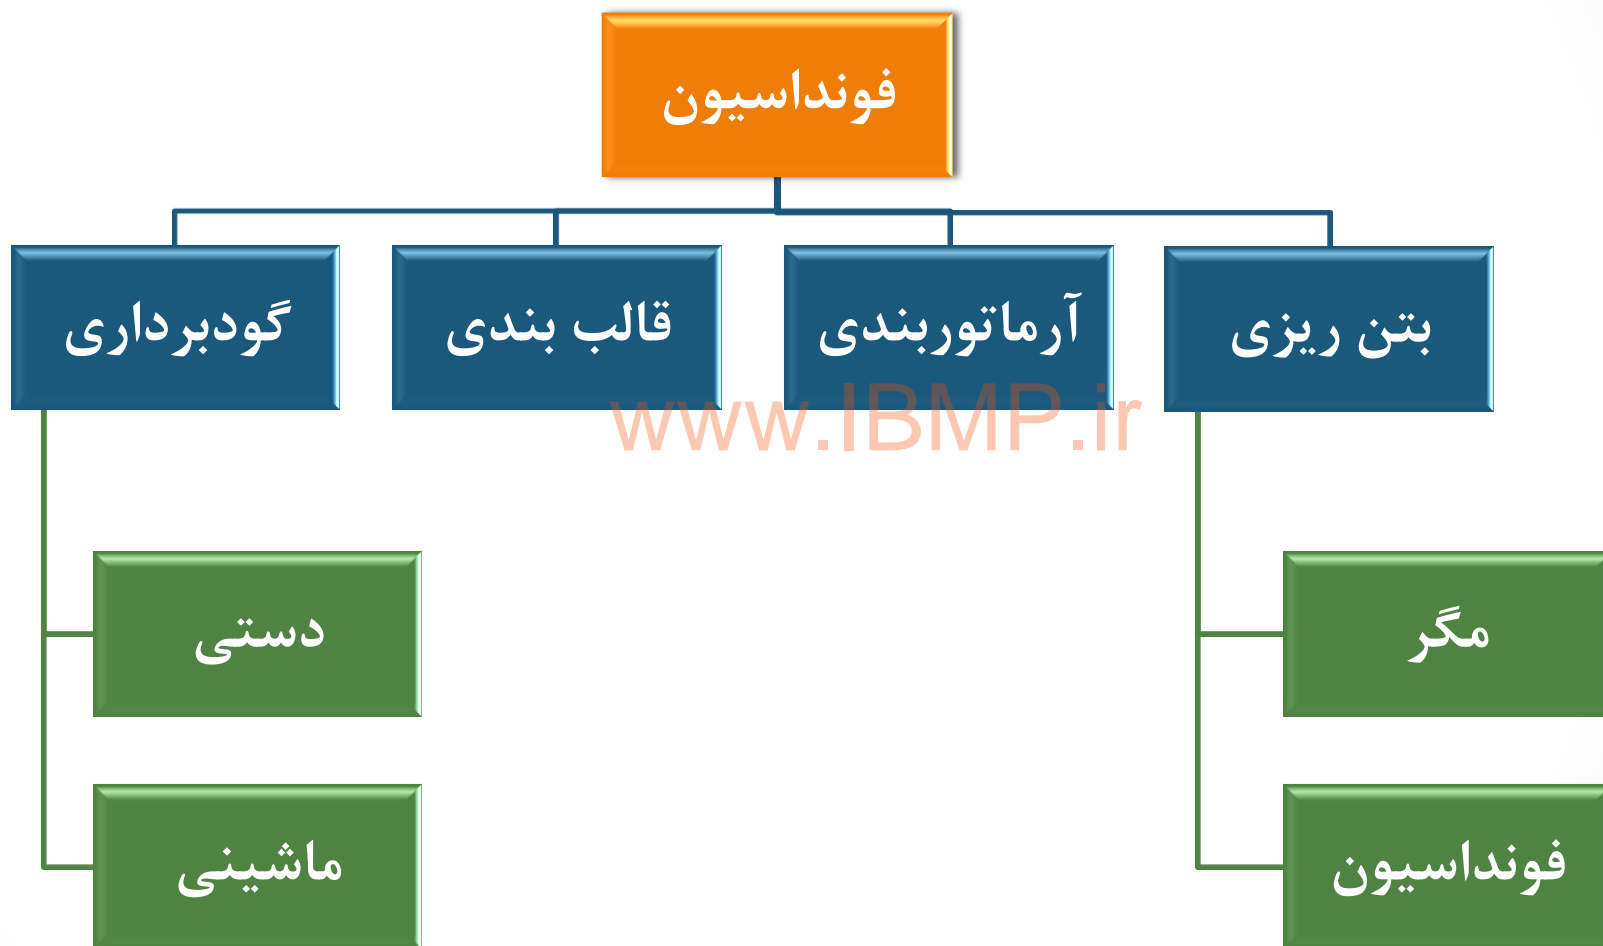 فونداسیون
بتن ریزی
آرماتوربندی
قالب بندی
گودبرداری
www.IBMP.ir
مگر
دستی
فونداسیون
ماشینی